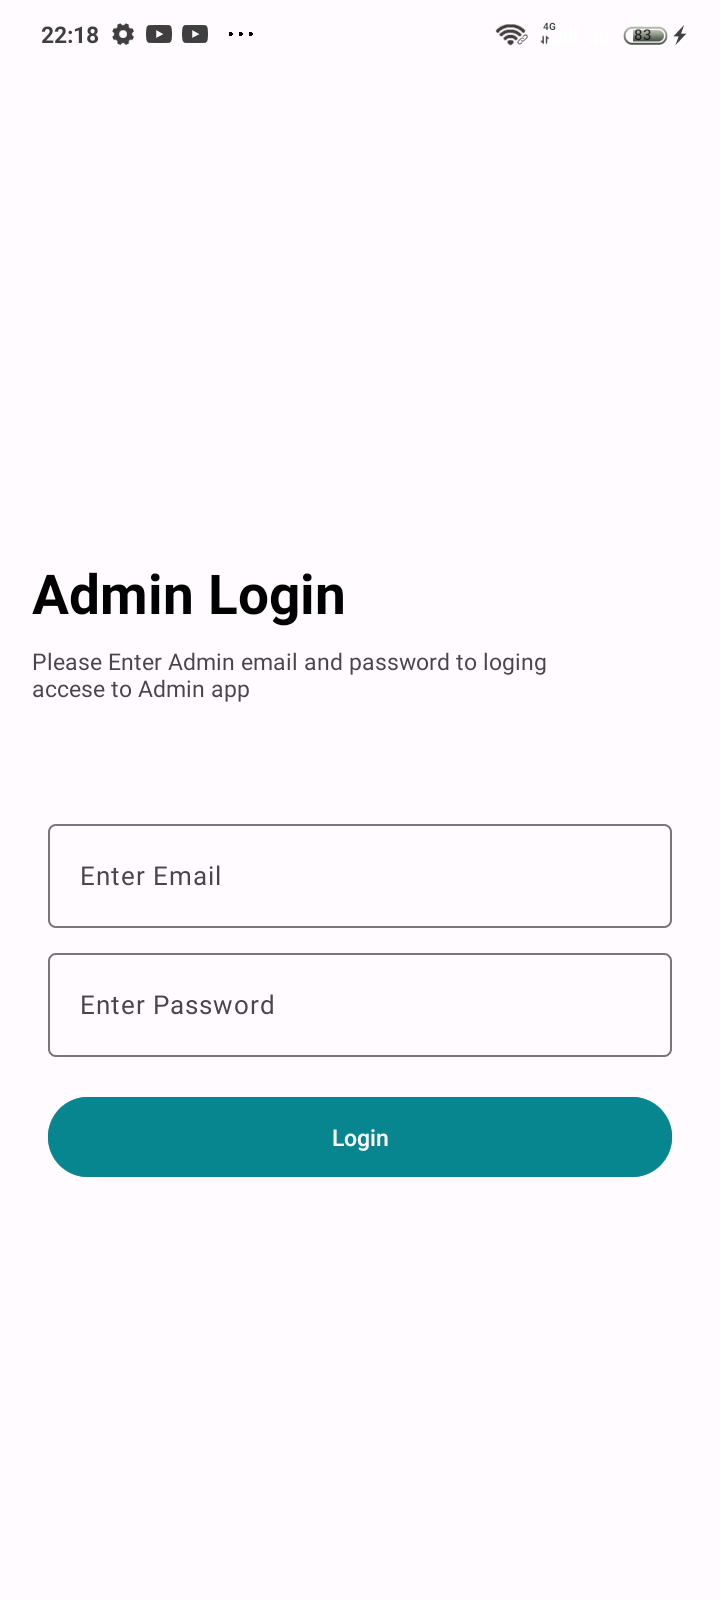 22:18
4G
83
Admin Login
Please Enter Admin email and password to loging
accese to Admin app
Enter Email
Enter Password
Login